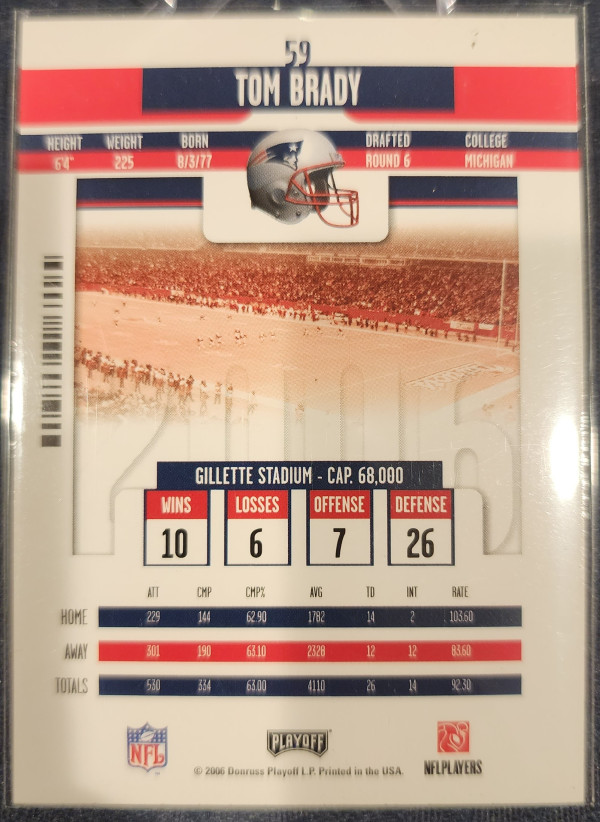 59
TOM BRADY
HEIGHT WEIGHT BORN DRAFTED COLLEGE
6'4" 225 8/3/77 ROUND 6 MICHIGAN
2006
GILLETTE STADIUM - CAP. 68,000
WINS LOSSES OFFENSE DEFENSE
10 6 7 26
ATT CMP CMP% AVG TD INT RATE
HOME 229 144 62.90 1782 14 2 103.60
AWAY 301 190 63.10 2328 12 12 83.60
TOTALS 530 334 63.00 4110 26 14 92.30
NFL PLAYOFF NFLPLAYERS
© 2006 Donruss Playoff L.P. Printed in the USA